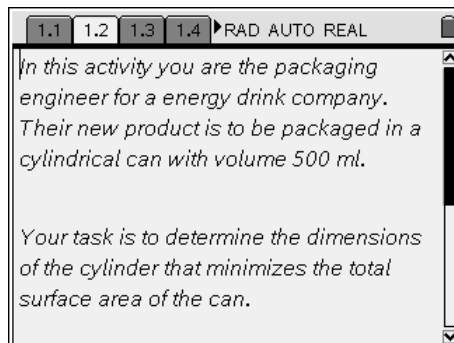 1.1 1.2 1.3 1.4 RAD AUTO REAL
In this activity you are the packaging
engineer for a energy drink company.
Their new product is to be packaged in a
cylindrical can with volume 500 ml.
Your task is to determine the dimensions
of the cylinder that minimizes the total
surface area of the can.